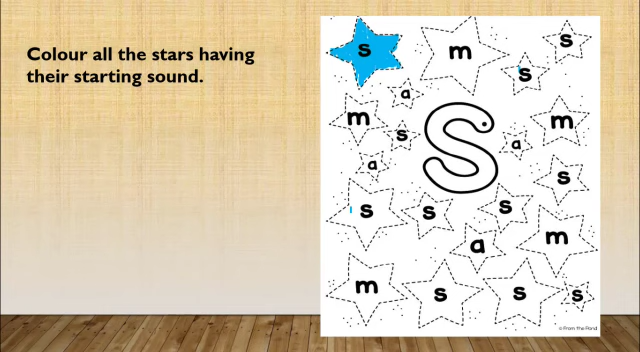 Colour all the stars having
their starting sound.
s m s
s
a
m s m
a
a
S
s
s s s
a m
m s s s
© From the Pond